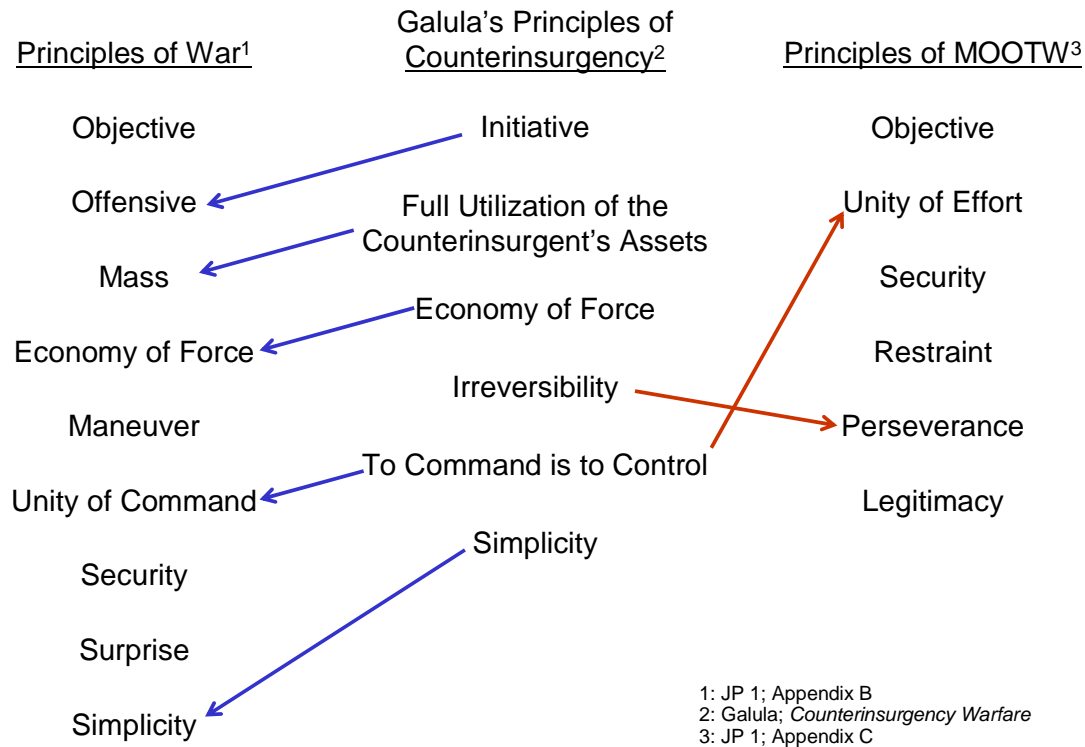 Principles of War¹
Objective
Offensive
Mass
Economy of Force
Maneuver
Unity of Command
Security
Surprise
Simplicity
Galula’s Principles of
Counterinsurgency²
Initiative
Full Utilization of the
Counterinsurgent’s Assets
Economy of Force
Irreversibility
To Command is to Control
Simplicity
Principles of MOOTW³
Objective
Unity of Effort
Security
Restraint
Perseverance
Legitimacy
1: JP 1; Appendix B
2: Galula; Counterinsurgency Warfare
3: JP 1; Appendix C